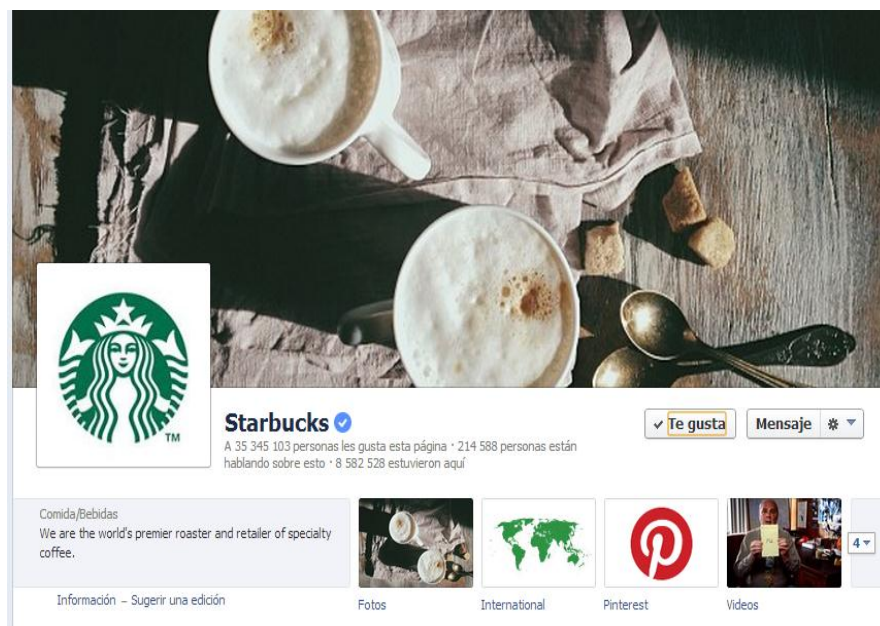 Starbucks
A 35 345 103 personas les gusta esta página · 214 588 personas están
hablando sobre esto · 8 582 528 estuvieron aquí
✓ Te gusta
Mensaje
TM
Comida/Bebidas
We are the world's premier roaster and retailer of specialty
coffee.
Información – Sugerir una edición
Fotos
International
Pinterest
Videos
4